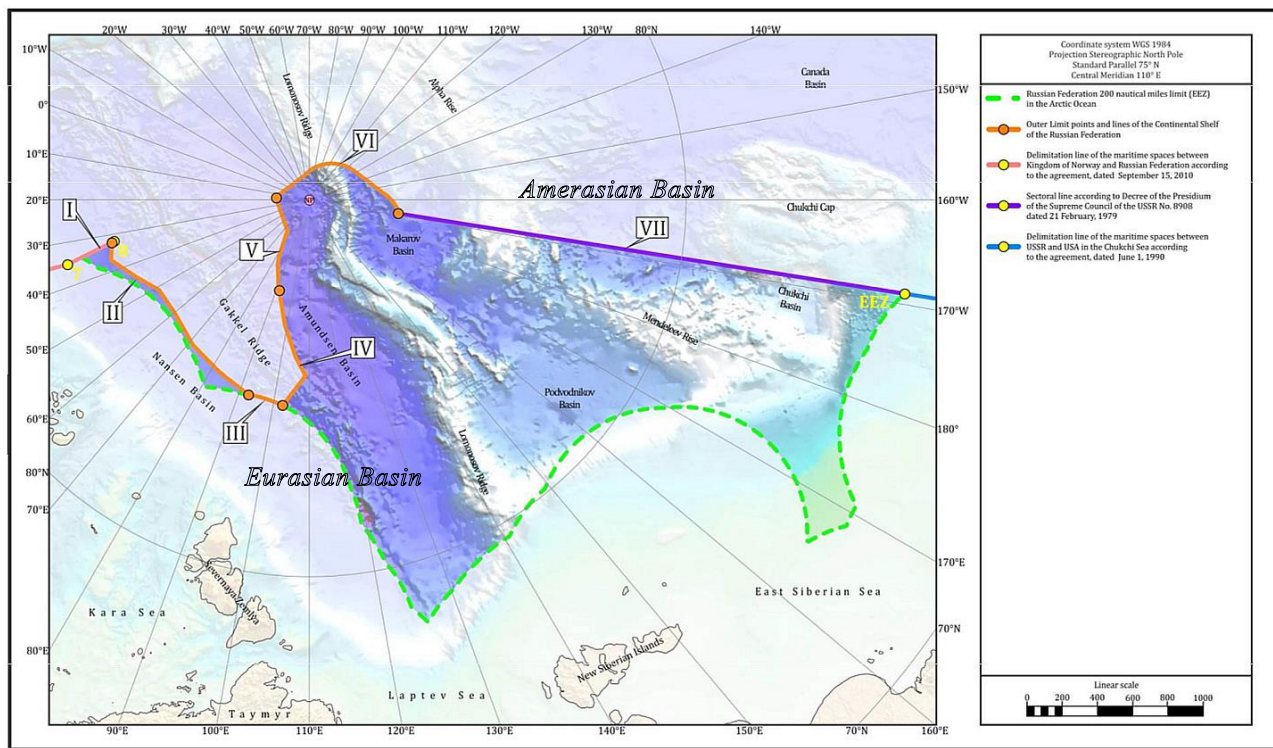 20°W 30°W 40°W 50°W 60°W 70°W 80°W 90°W 100°W 110°W 120°W 130°W 80°N 140°W
10°W
0°
10°E
20°E
30°E
40°E
50°E
60°E
80°N
70°N
70°E
80°E
150°W
160°W
170°W
180°
170°E
70°N
90°E 100°E 110°E 120°E 130°E 140°E 150°E 70°N 160°E
Lomonosov Ridge
Alpha Rise
Canada
Basin
VI
Amerasian Basin
Chukchi Cap
NP
I
V
Makarov
Basin
VII
8
7
II
Gakkel Ridge
Amundsen Basin
Chukchi
Basin
EEZ
Mendeleev Rise
IV
Nansen Basin
Podvodnikov
Basin
III
Eurasian Basin
Lomonosov Ridge
Severnaya Zemlya
Kara Sea
East Siberian Sea
New Siberian Islands
Laptev Sea
Taymyr
Coordinate system WGS 1984
Projection Stereographic North Pole
Standard Parallel 75° N
Central Meridian 110° E
Russian Federation 200 nautical miles limit (EEZ)
in the Arctic Ocean
Outer Limit points and lines of the Continental Shelf
of the Russian Federation
Delimitation line of the maritime spaces between
Kingdom of Norway and Russian Federation according
to the agreement, dated September 15, 2010
Sectoral line according to Decree of the Presidium
of the Supreme Council of the USSR No. 8908
dated 21 February, 1979
Delimitation line of the maritime spaces between
USSR and USA in the Chukchi Sea according
to the agreement, dated June 1, 1990
Linear scale
0 200 400 600 800 1000